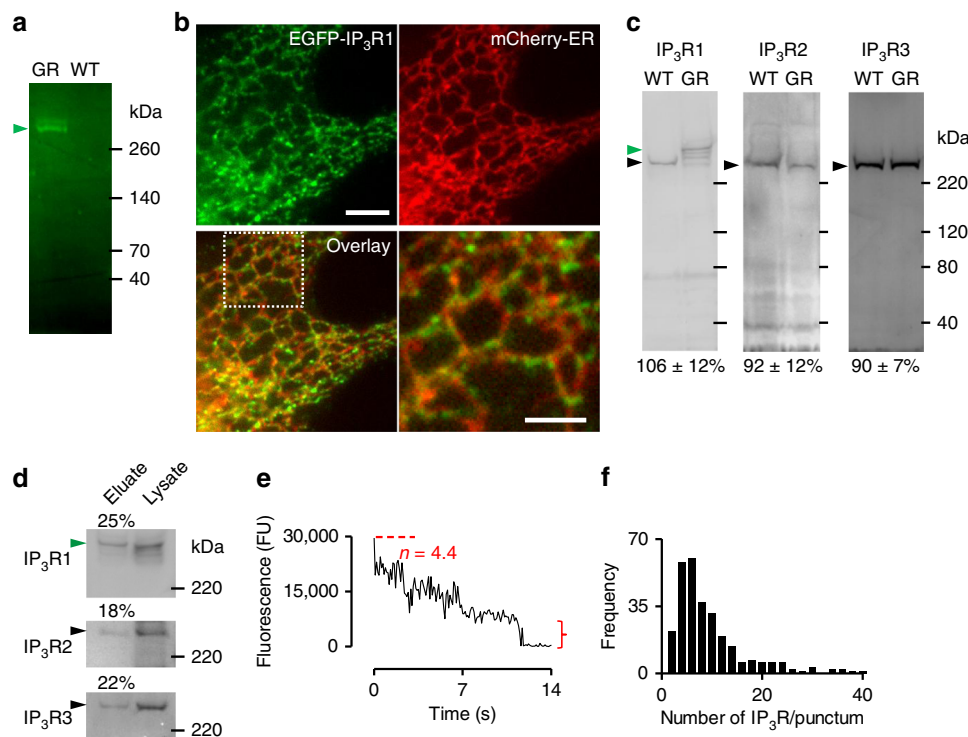 a
GR WT
kDa
260
140
70
40
b
EGFP-IP3R1
mCherry-ER
Overlay
c
IP3R1 IP3R2 IP3R3
WT GR WT GR WT GR
kDa
220
120
80
40
106 ± 12% 92 ± 12% 90 ± 7%
d
Eluate Lysate
25%
IP3R1
kDa
220
18%
IP3R2
220
22%
IP3R3
220
e
Fluorescence (FU)
30,000
15,000
0
n = 4.4
0 7 14
Time (s)
f
Frequency
70
35
0
0 20 40
Number of IP3R/punctum